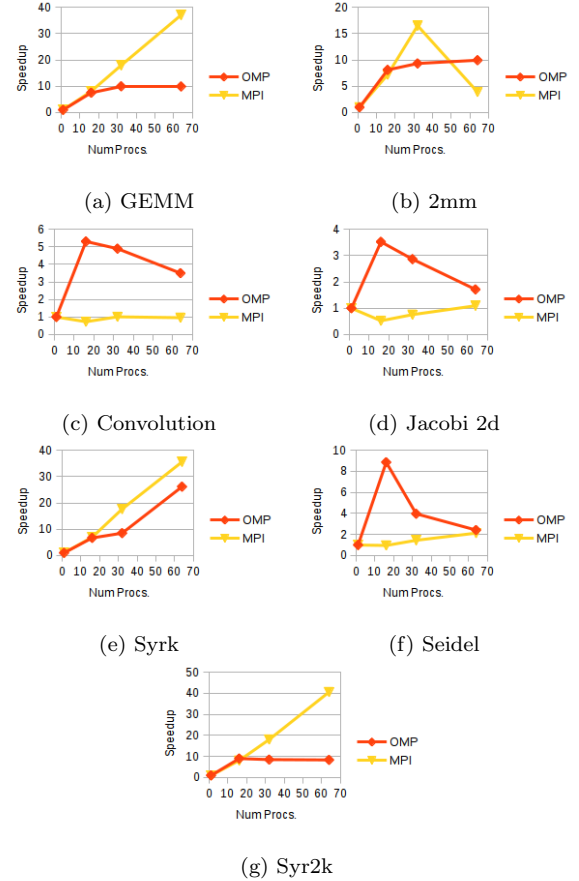 40
30
20
10
0
Speedup
0 10 20 30 40 50 60 70
Num Procs.
OMP
MPI
(a) GEMM
20
15
10
5
0
Speedup
0 10 20 30 40 50 60 70
Num Procs.
OMP
MPI
(b) 2mm
6
5
4
3
2
1
0
Speedup
0 10 20 30 40 50 60 70
Num Procs.
OMP
MPI
(c) Convolution
4
3
2
1
0
Speedup
0 10 20 30 40 50 60 70
Num Procs.
OMP
MPI
(d) Jacobi 2d
40
30
20
10
0
Speedup
0 10 20 30 40 50 60 70
Num Procs.
OMP
MPI
(e) Syrk
10
8
6
4
2
0
Speedup
0 10 20 30 40 50 60 70
Num Procs.
OMP
MPI
(f) Seidel
50
40
30
20
10
0
Speedup
0 10 20 30 40 50 60 70
Num Procs.
OMP
MPI
(g) Syr2k